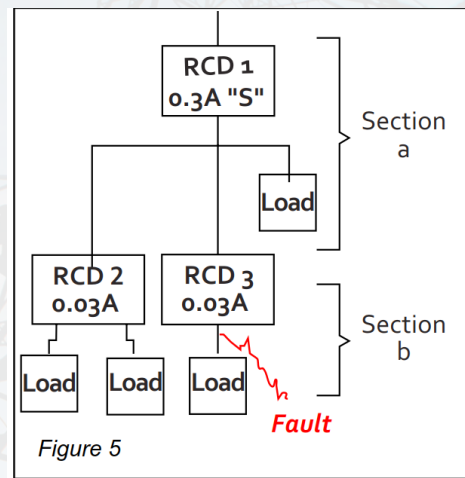 RCD 1
0.3A "S"
Section
a
Load
RCD 2
0.03A
RCD 3
0.03A
Section
b
Load
Load
Load
Fault
Figure 5